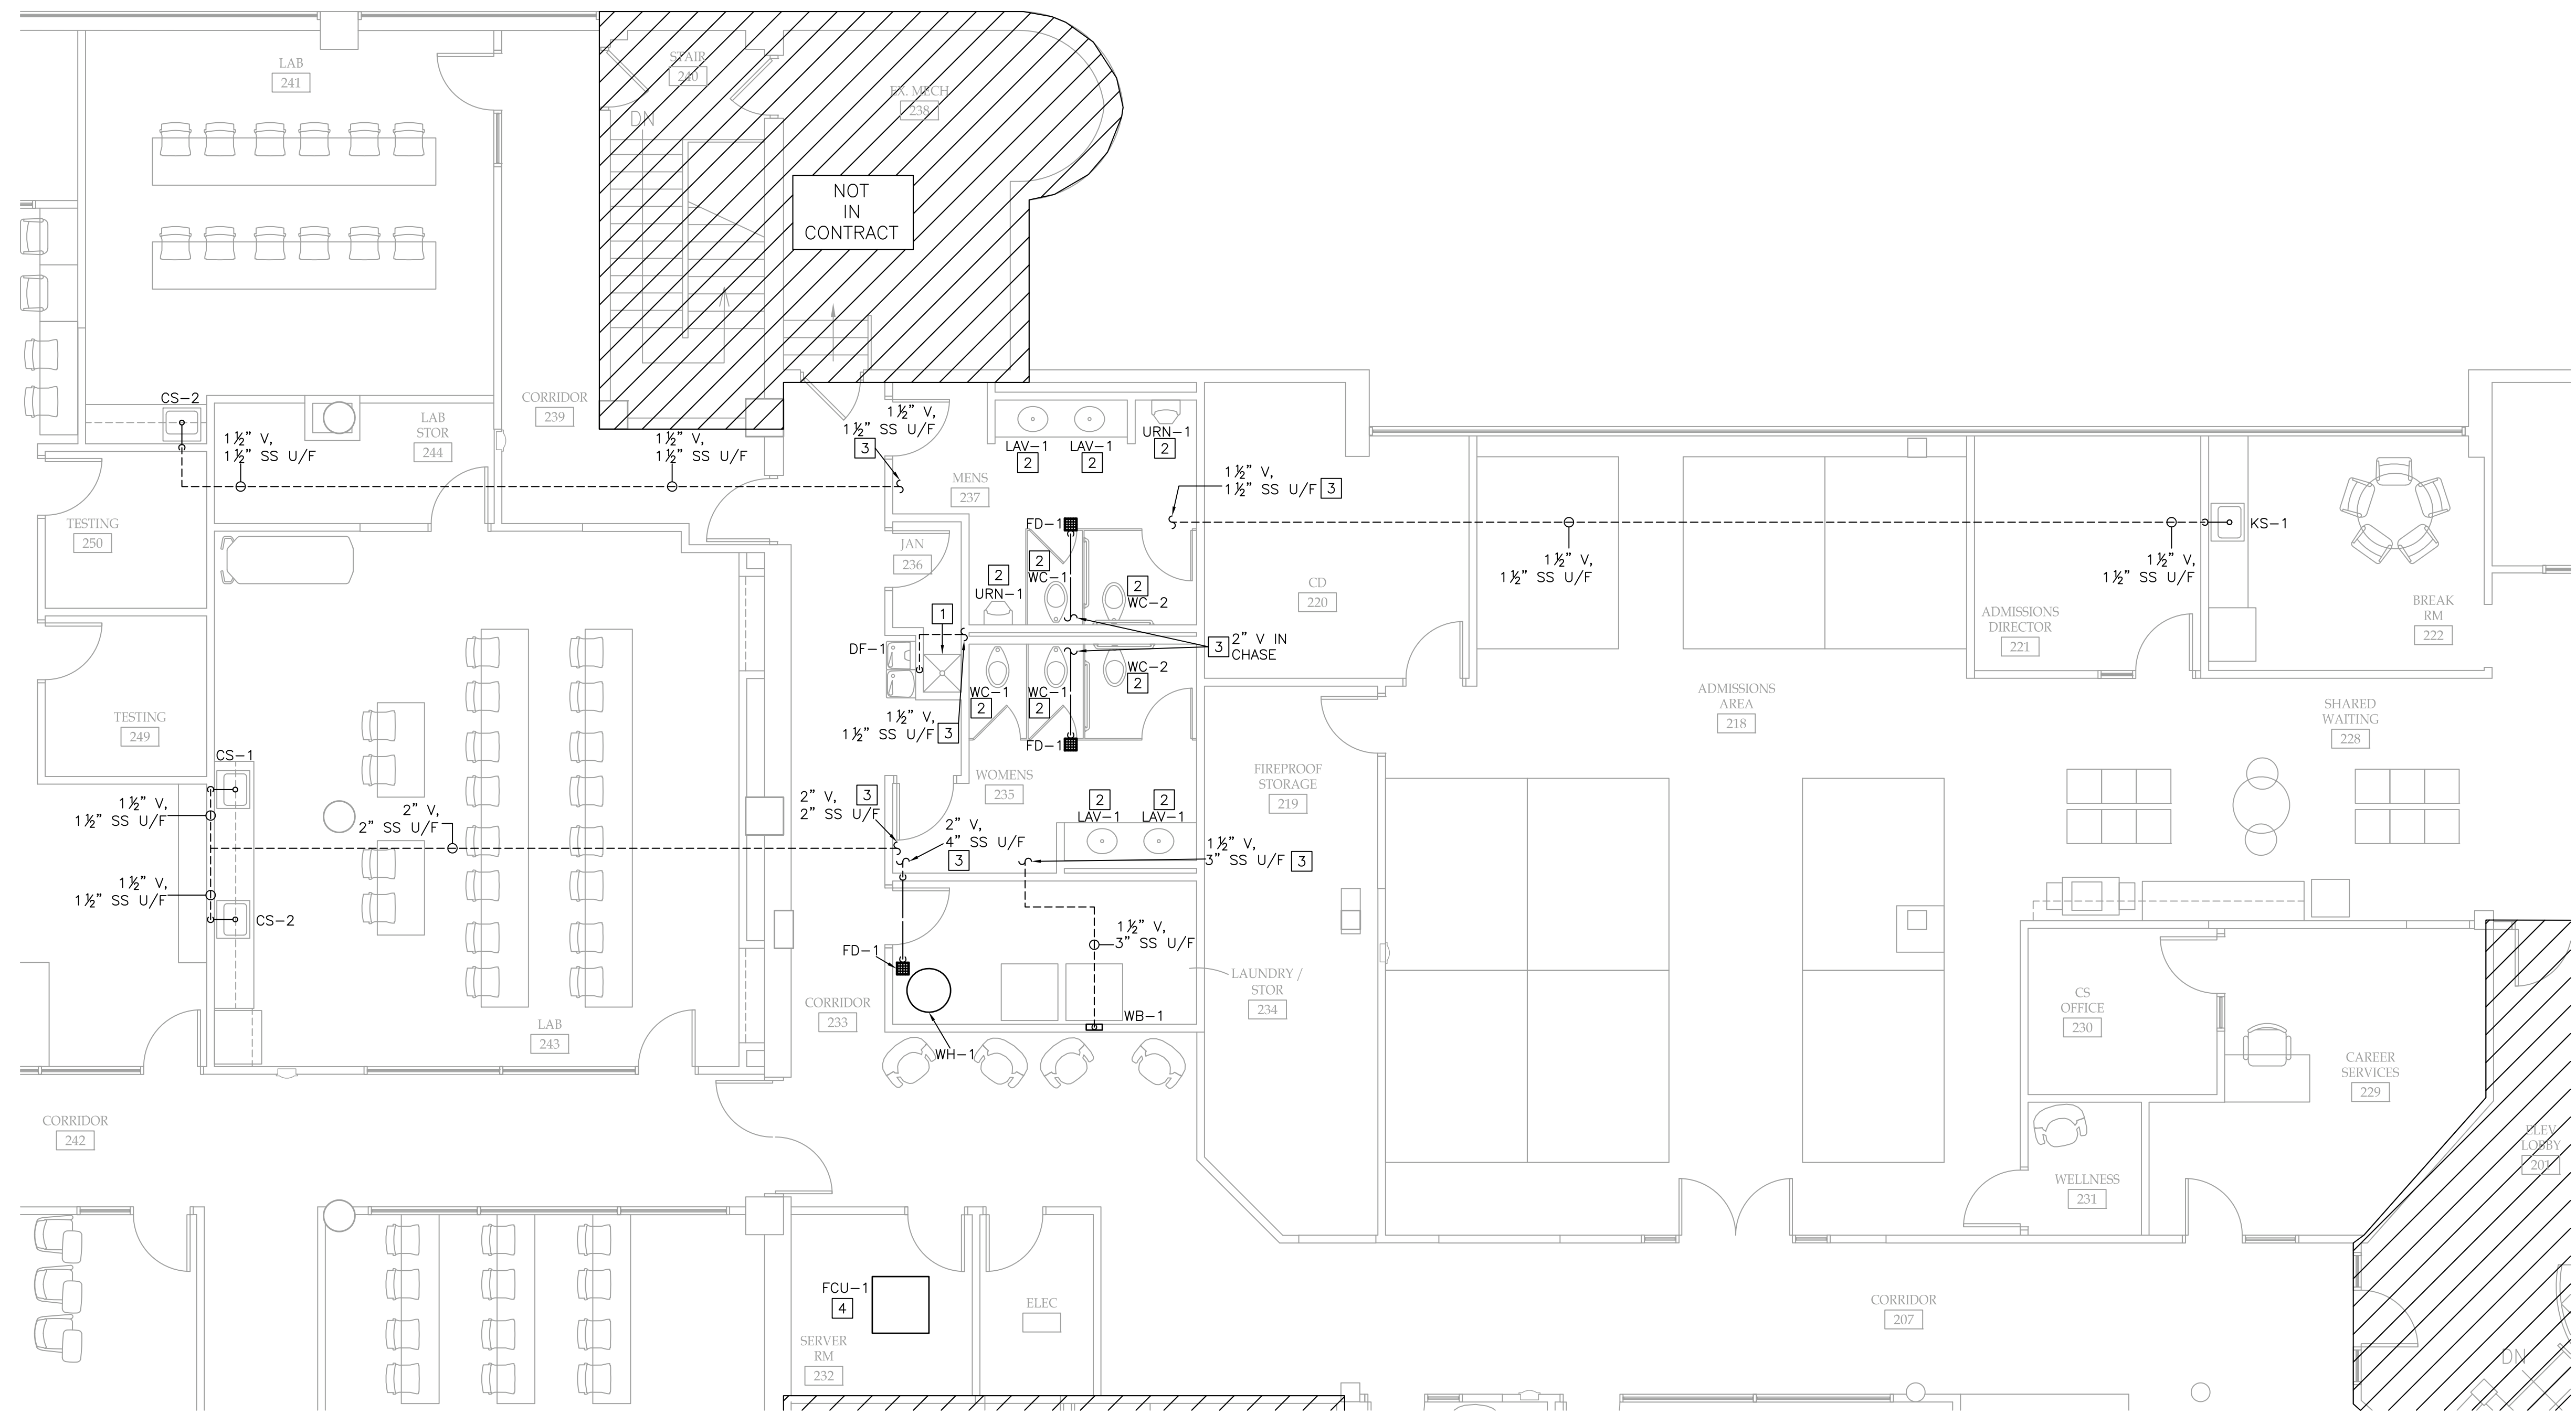 LAB
241
STAIR
240
DN
EX. MECH
238
NOT
IN
CONTRACT
CS-2
1½" V,
1½" SS U/F
LAB
STOR
244
CORRIDOR
239
1½" V,
1½" SS U/F
1½" V,
1½" SS U/F
3
LAV-1
2
LAV-1
2
URN-1
2
MENS
237
1½" V,
1½" SS U/F 3
TESTING
250
JAN
236
FD-1
2
WC-1
2
URN-1
2
WC-2
1
DF-1
3 2" V IN
CHASE
CD
220
1½" V,
1½" SS U/F
1½" V,
1½" SS U/F
KS-1
ADMISSIONS
DIRECTOR
221
BREAK
RM
222
WC-1
2
WC-1
2
WC-2
2
1½" V,
1½" SS U/F 3
FD-1
TESTING
249
ADMISSIONS
AREA
218
SHARED
WAITING
228
CS-1
1½" V,
1½" SS U/F
2" V,
2" SS U/F
WOMENS
235
2" V,
2" SS U/F
3
2" V,
4" SS U/F
3
2
LAV-1
2
LAV-1
FIREPROOF
STORAGE
219
1½" V,
3" SS U/F 3
1½" V,
1½" SS U/F
CS-2
1½" V,
3" SS U/F
FD-1
LAUNDRY /
STOR
234
WB-1
WH-1
LAB
243
CORRIDOR
233
CS
OFFICE
230
CAREER
SERVICES
229
CORRIDOR
242
WELLNESS
231
ELEV
LOBBY
201
FCU-1
4
SERVER
RM
232
ELEC
CORRIDOR
207
DN